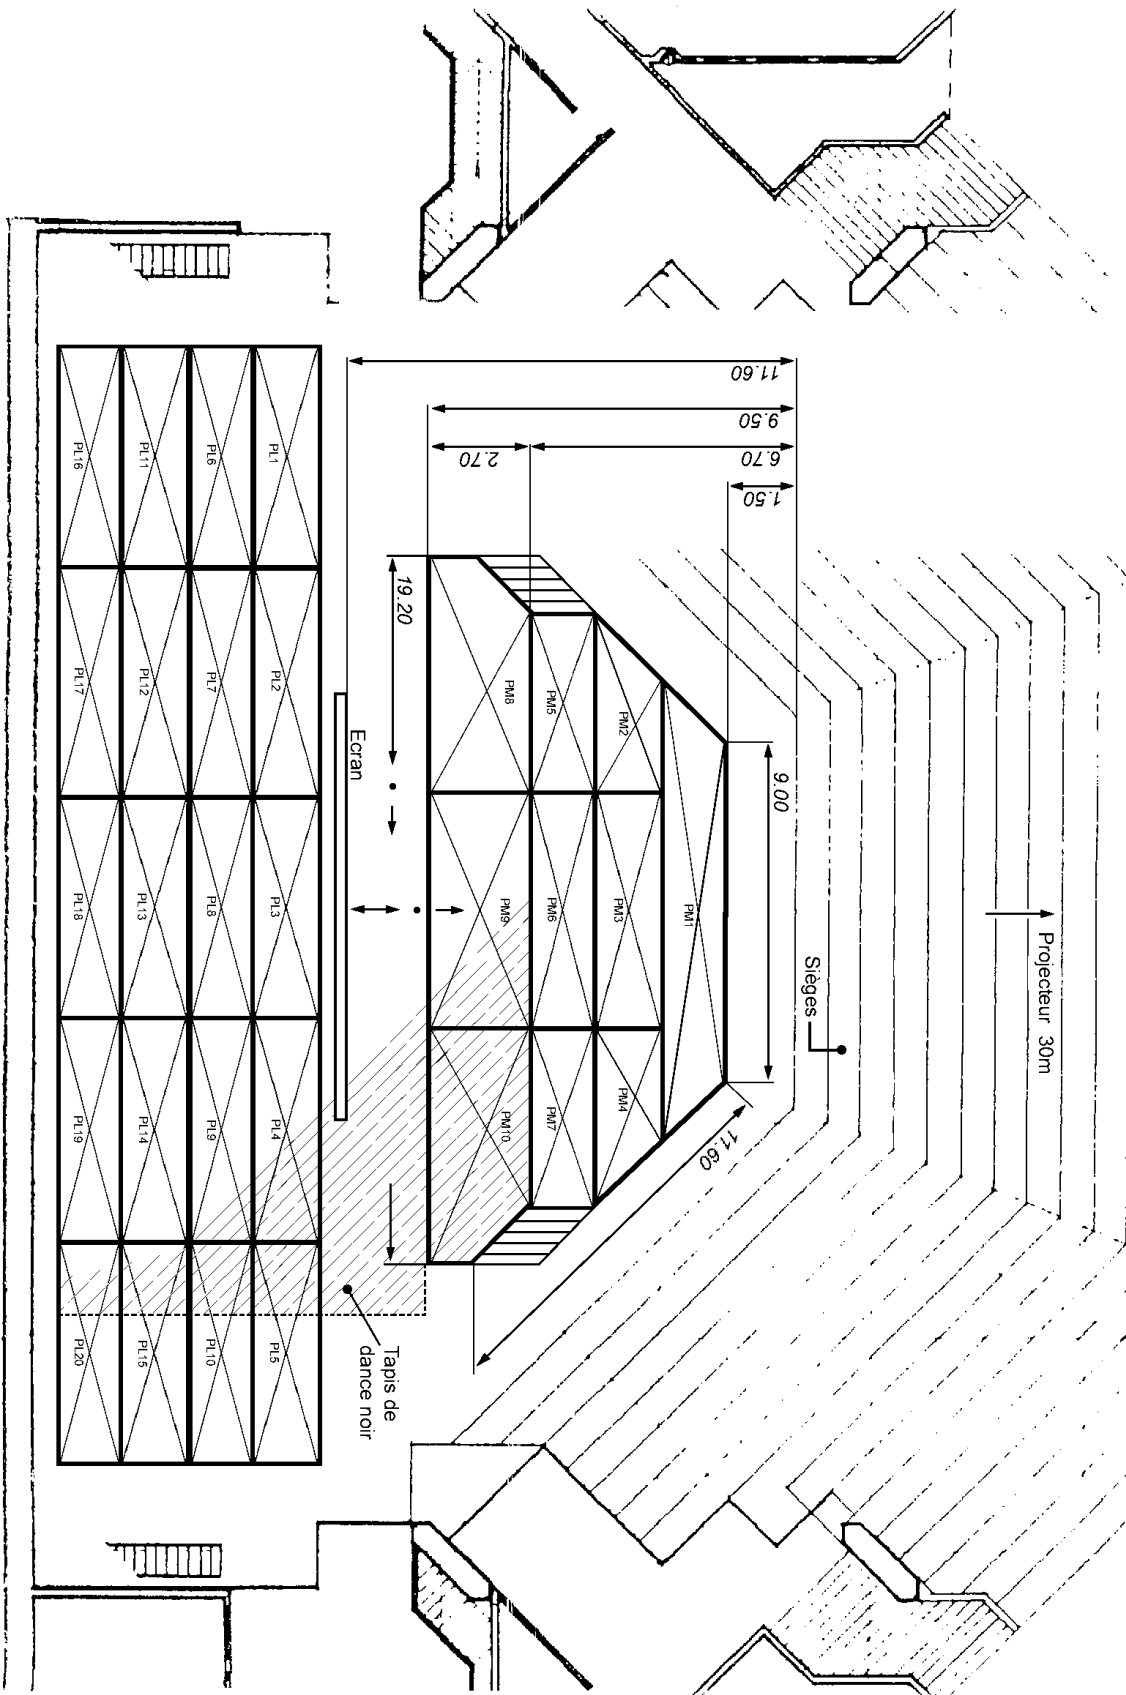 11.60
9.50
2.70
6.70
1.50
PL16
PL11
PL6
PL1
PL17
PL12
PL7
PL2
PL18
PL13
PL8
PL3
PL19
PL14
PL9
PL4
PL20
PL15
PL10
PL5
19.20
Ecran
PM8
PM5
PM2
PM9
PM6
PM3
PM1
PM10
PM7
PM4
9.00
11.60
Sièges
Projecteur 30m
Tapis de
dance noir